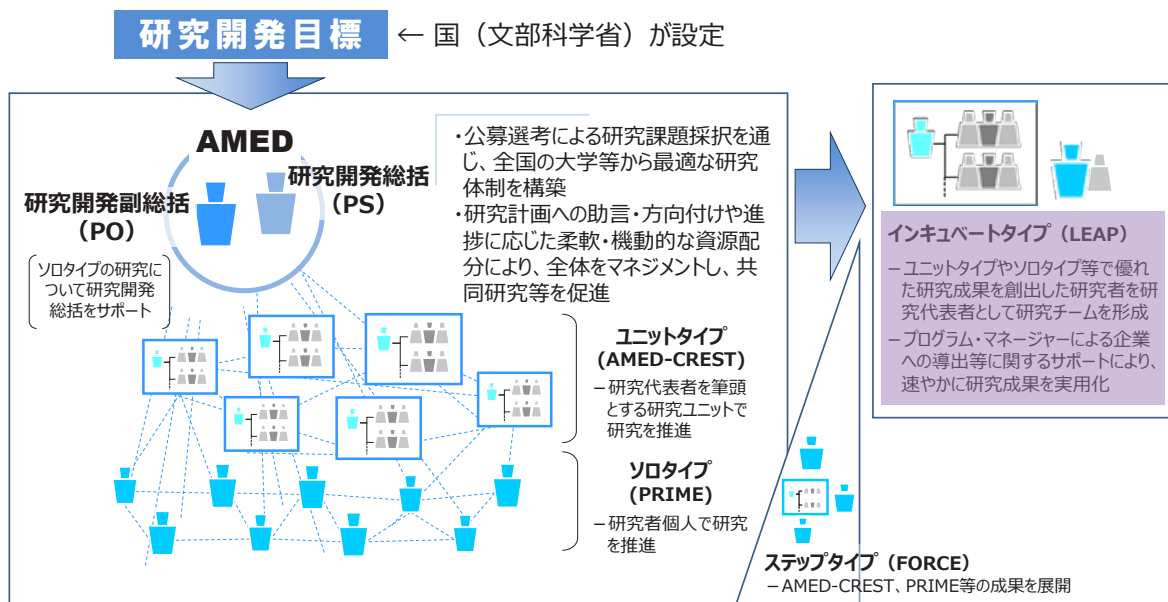 研究開発目標
← 国（文部科学省）が設定
AMED
研究開発総括
（PS）
研究開発副総括
（PO）
ソロタイプの研究に
ついて研究開発
総括をサポート
・公募選考による研究課題採択を通
じ、全国の大学等から最適な研究
体制を構築
・研究計画への助言・方向付けや進
捗に応じた柔軟・機動的な資源配
分により、全体をマネジメントし、共
同研究等を促進
ユニットタイプ
(AMED-CREST)
－研究代表者を筆頭
とする研究ユニットで
研究を推進
ソロタイプ
(PRIME)
－研究者個人で研究
を推進
インキュベートタイプ（LEAP）
－ユニットタイプやソロタイプ等で優れ
た研究成果を創出した研究者を研
究代表者として研究チームを形成
－プログラム・マネージャーによる企業
への導出等に関するサポートにより、
速やかに研究成果を実用化
ステップタイプ（FORCE）
－AMED-CREST、PRIME等の成果を展開